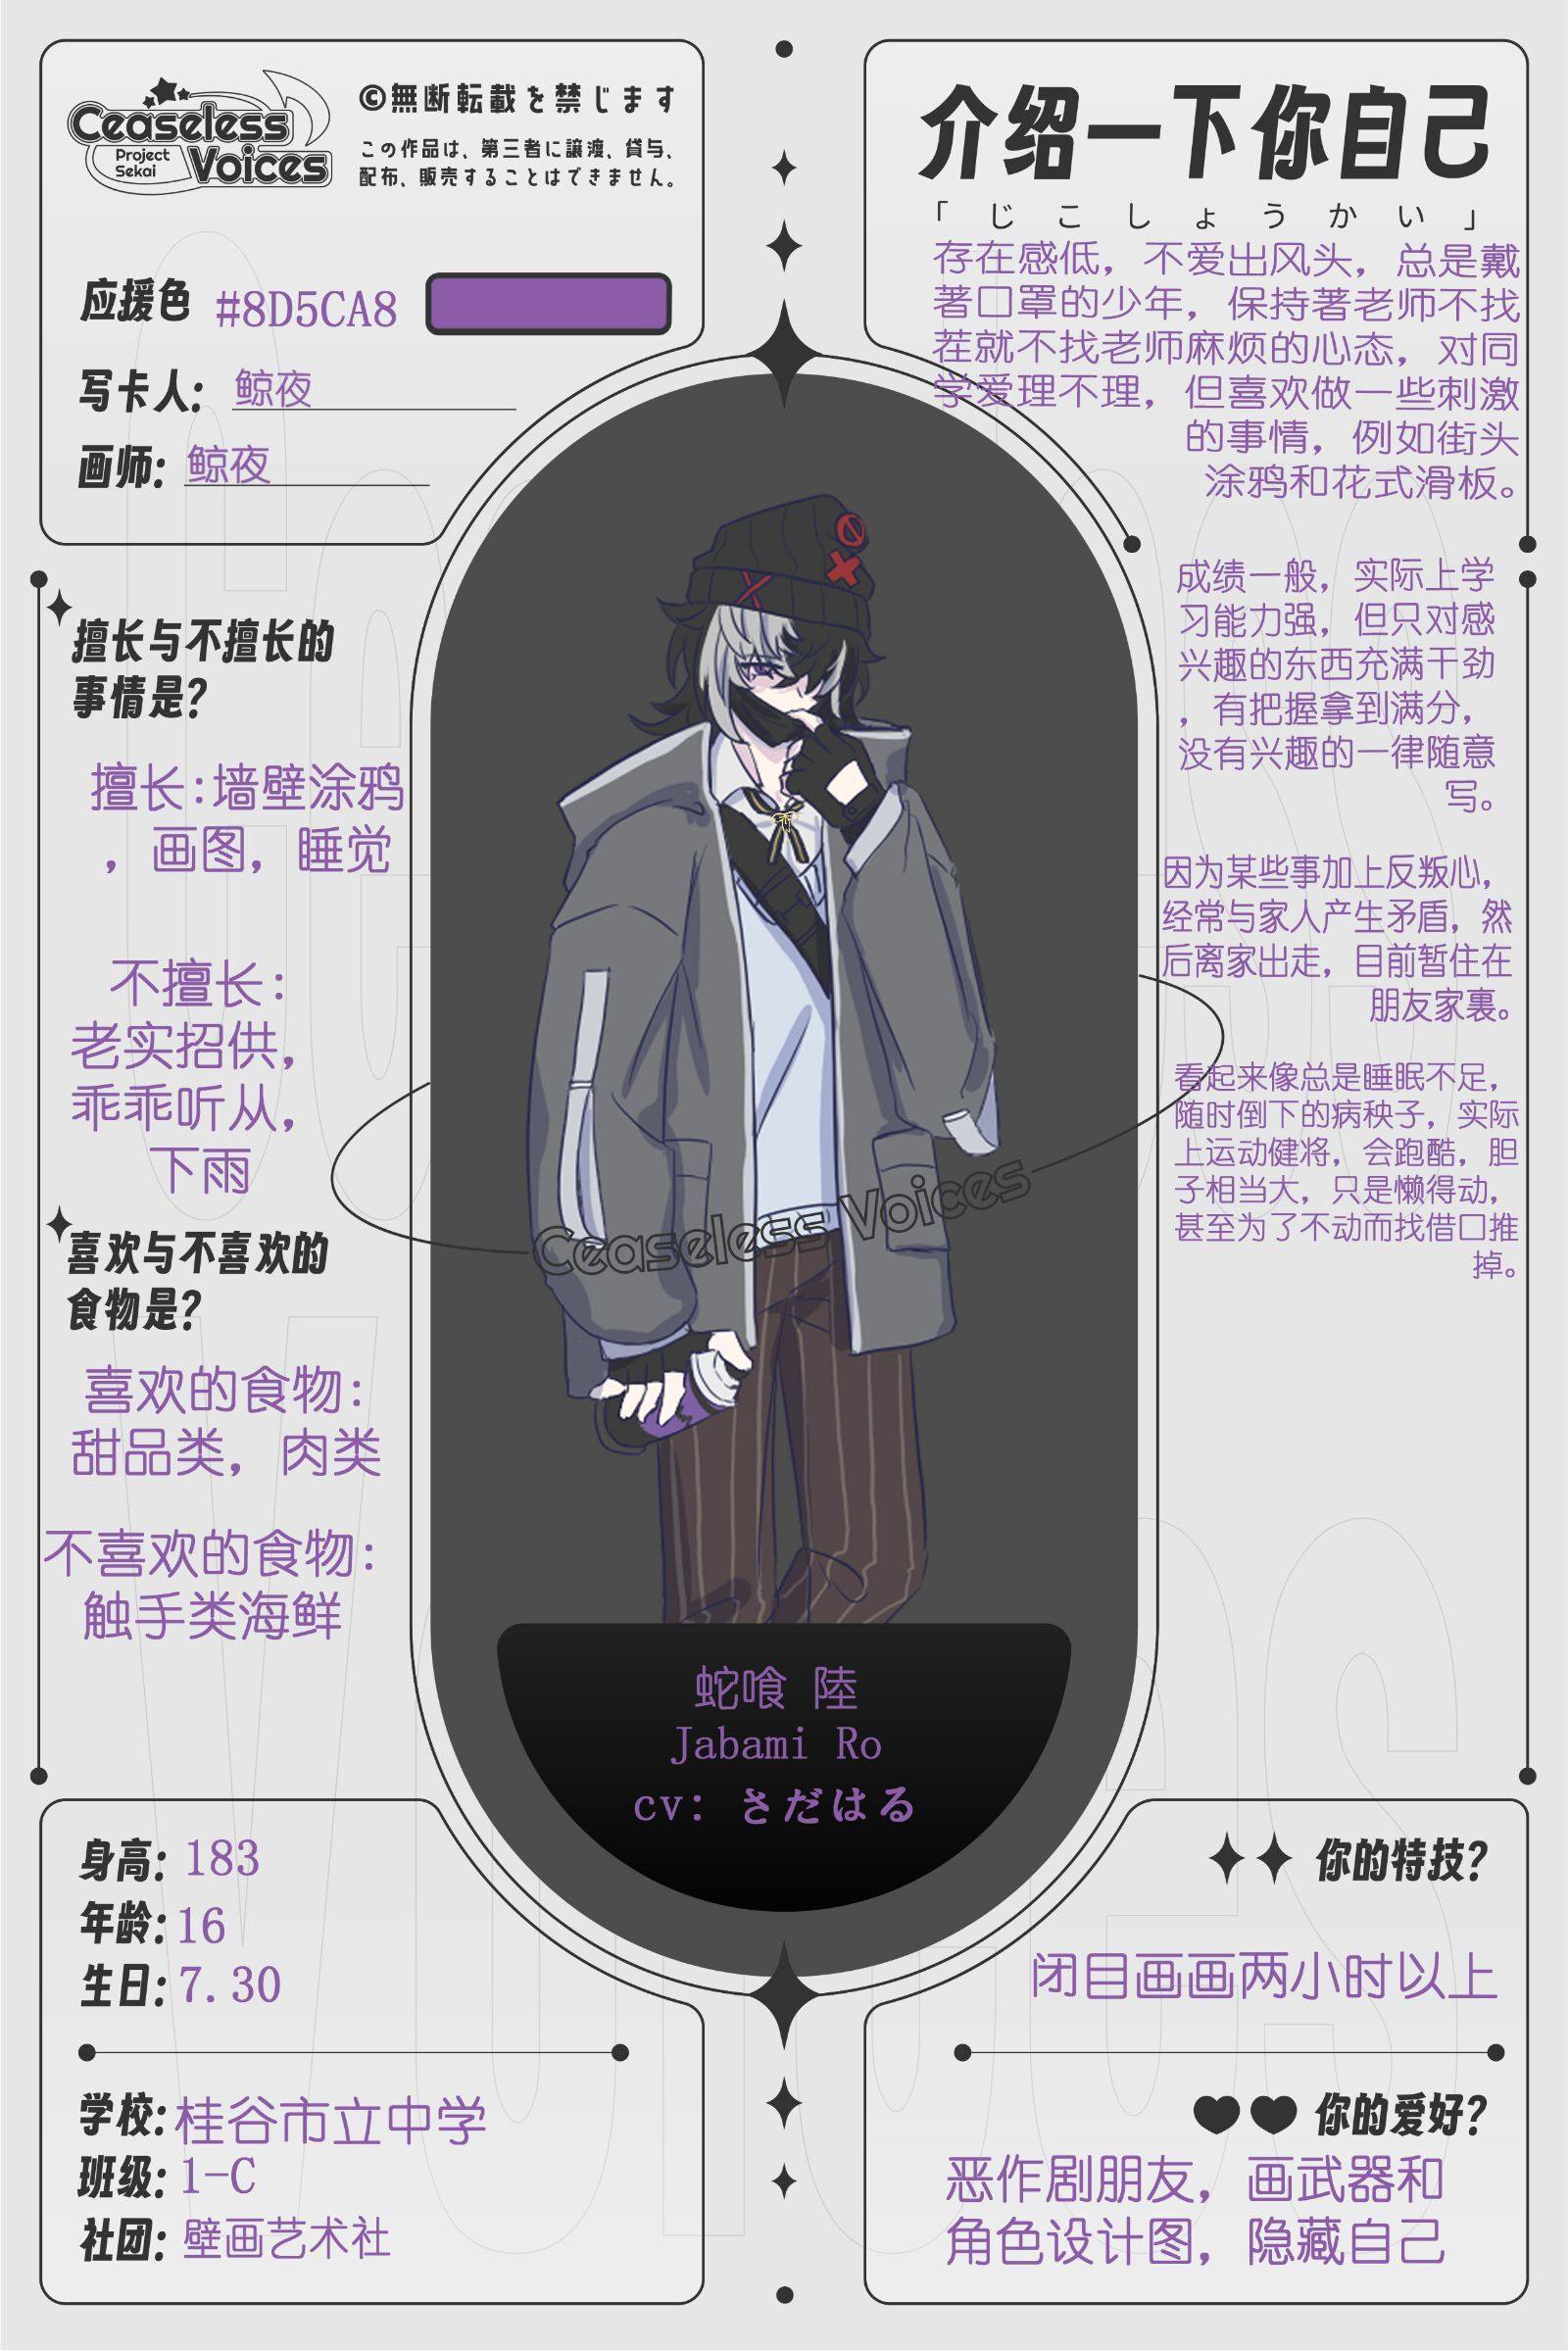 Ceaseless
Voices
Project
Sekai
©無断転載を禁じます
この作品は、第三者に譲渡、貸与、
配布、販売することはできません。
应援色 #8D5CA8
写卡人: 鲸夜
画师: 鲸夜
介绍一下你自己
「じこしょうかい」
存在感低，不爱出风头，总是戴
著口罩的少年，保持著老师不找
茬就不找老师麻烦的心态，对同
学爱理不理，但喜欢做一些刺激
的事情，例如街头
涂鸦和花式滑板。
成绩一般，实际上学
习能力强，但只对感
兴趣的东西充满干劲
，有把握拿到满分，
没有兴趣的一律随意
写。
因为某些事加上反叛心，
经常与家人产生矛盾，然
后离家出走，目前暂住在
朋友家裏。
看起来像总是睡眠不足，
随时倒下的病秧子，实际
上运动健将，会跑酷，胆
子相当大，只是懒得动，
甚至为了不动而找借口推
掉。
擅长与不擅长的
事情是？
擅长:墙壁涂鸦
，画图，睡觉
不擅长:
老实招供，
乖乖听从，
下雨
喜欢与不喜欢的
食物是？
喜欢的食物:
甜品类，肉类
不喜欢的食物:
触手类海鲜
Ceaseless Voices
蛇喰 陸
Jabami Ro
cv: さだはる
身高: 183
年龄: 16
生日: 7.30
学校: 桂谷市立中学
班级: 1-C
社团: 壁画艺术社
你的特技？
闭目画画两小时以上
你的爱好？
恶作剧朋友，画武器和
角色设计图，隐藏自己